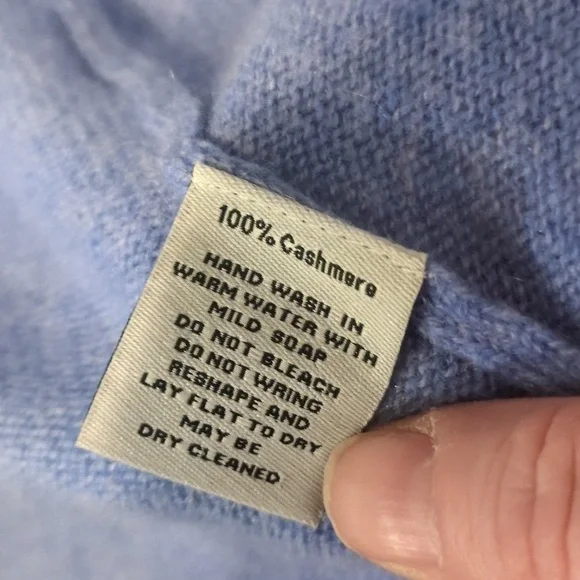 100% Cashmere
HAND WASH IN
WARM WATER WITH
MILD SOAP
DO NOT BLEACH
DO NOT WRING
RESHAPE AND
LAY FLAT TO DRY
MAY BE
DRY CLEANED